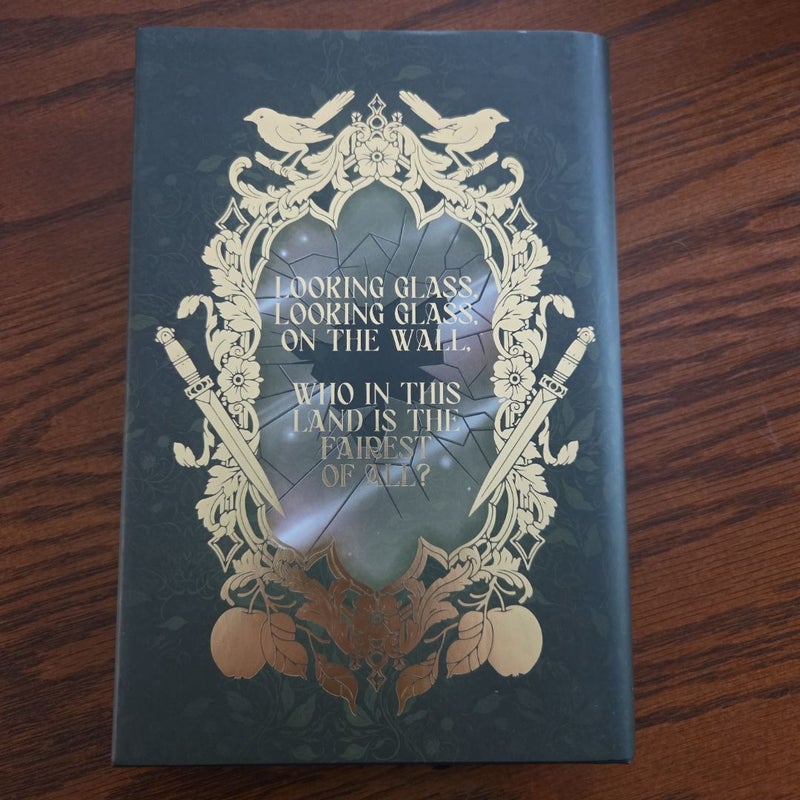 LOOKING GLASS,
LOOKING GLASS,
ON THE WALL,
WHO IN THIS
LAND IS THE
FAIREST
OF ALL?